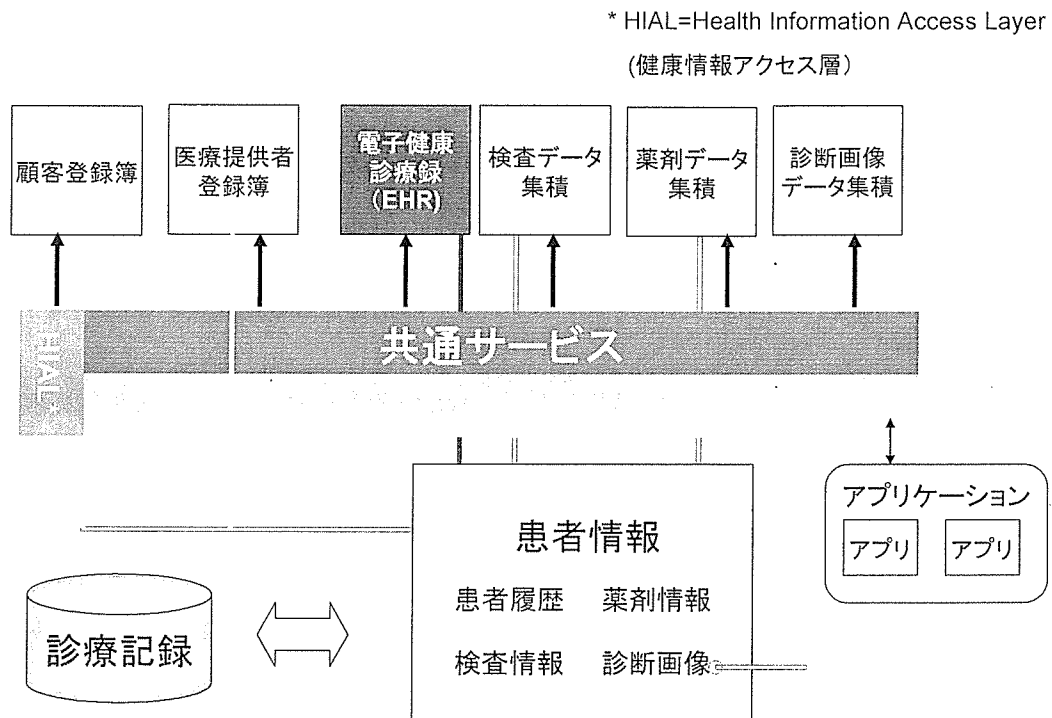 * HIAL=Health Information Access Layer
(健康情報アクセス層)
顧客登録簿
医療提供者
登録簿
電子健康
診療録
(EHR)
検査データ
集積
薬剤データ
集積
診断画像
データ集積
共通サービス
HIAL*
患者情報
患者履歴 薬剤情報
検査情報 診断画像
診療記録
アプリケーション
アプリ アプリ